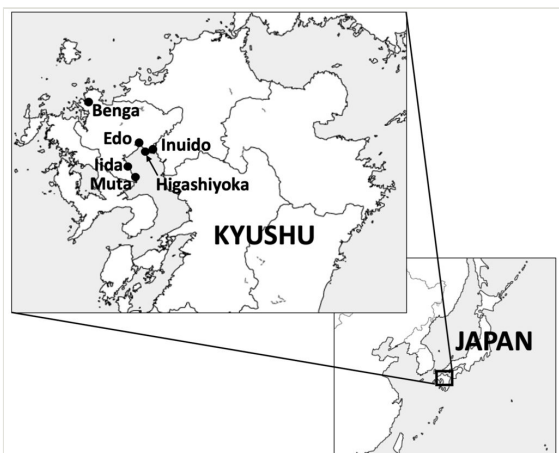 Benga
Edo
Inuido
Iida
Muta
Higashiyoka
KYUSHU
JAPAN